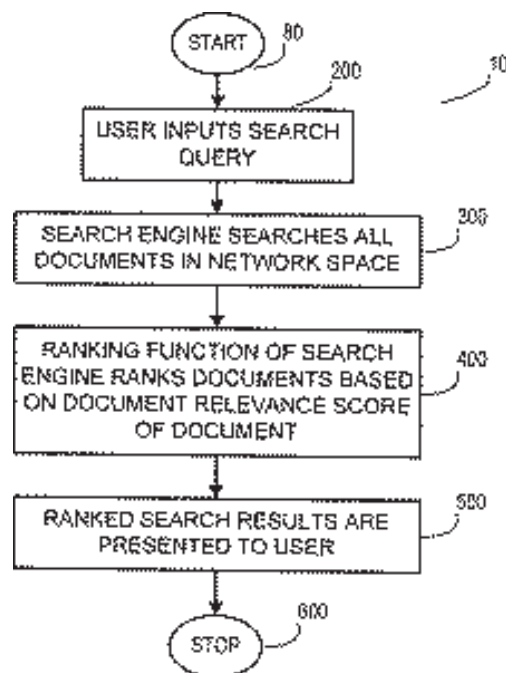 START
80
200
10
USER INPUTS SEARCH
QUERY
SEARCH ENGINE SEARCHES ALL
DOCUMENTS IN NETWORK SPACE
300
RANKING FUNCTION OF SEARCH
ENGINE RANKS DOCUMENTS BASED
ON DOCUMENT RELEVANCE SCORE
OF DOCUMENT
400
RANKED SEARCH RESULTS ARE
PRESENTED TO USER
STOP
600